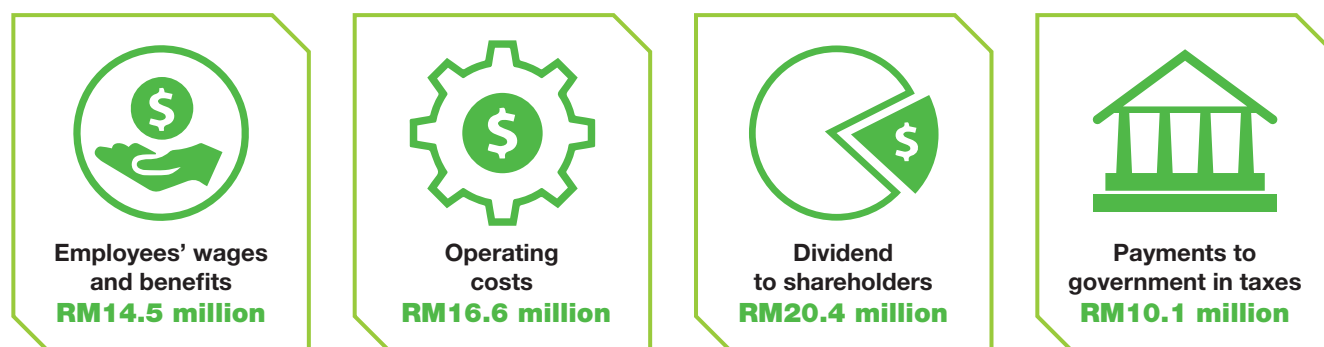 $
Employees’ wages
and benefits
RM14.5 million
$
Operating
costs
RM16.6 million
$
Dividend
to shareholders
RM20.4 million
Payments to
government in taxes
RM10.1 million